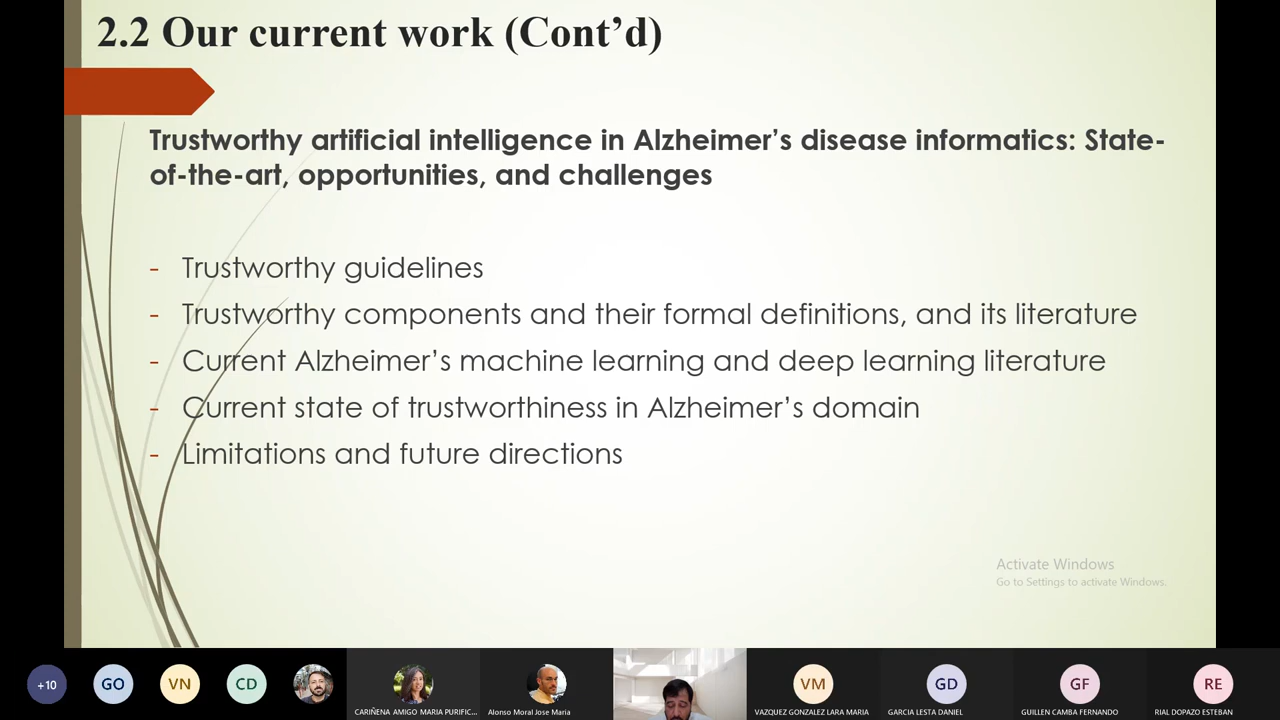 2.2 Our current work (Cont’d)
Trustworthy artificial intelligence in Alzheimer’s disease informatics: State-
of-the-art, opportunities, and challenges
- Trustworthy guidelines
- Trustworthy components and their formal definitions, and its literature
- Current Alzheimer’s machine learning and deep learning literature
- Current state of trustworthiness in Alzheimer’s domain
- Limitations and future directions
Activate Windows
Go to Settings to activate Windows.
+10
GO
VN
CD
CARIÑENA AMIGO MARIA PURIFIC...
Alonso Moral Jose Maria
VM
VAZQUEZ GONZALEZ LARA MARIA
GD
GARCIA LESTA DANIEL
GF
GUILLEN CAMBA FERNANDO
RE
RIAL DOPAZO ESTEBAN